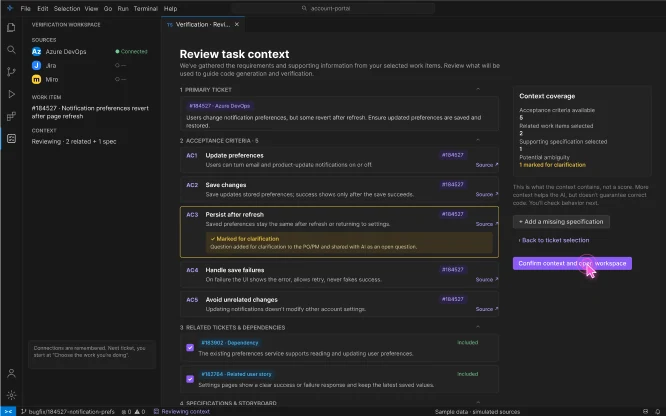 File Edit Selection View Go Run Terminal Help
account-portal
VERIFICATION WORKSPACE
SOURCES
Az Azure DevOps
Connected
J Jira
m Miro
WORK ITEM
#184527 · Notification preferences revert
after page refresh
CONTEXT
Reviewing · 2 related + 1 spec
Connections are remembered. Next ticket, you
start at "Choose the work you're doing".
TS Verification · Revi... ×
Review task context
We've gathered the requirements and supporting information from your selected work items. Review what will
be used to guide code generation and verification.
1 PRIMARY TICKET
#184527 · Azure DevOps
Users change notification preferences, but some revert after refresh. Ensure updated preferences are saved and
restored.
2 ACCEPTANCE CRITERIA · 5
AC1 Update preferences #184527
Users can turn email and product-update notifications on or off. Source ↗
AC2 Save changes #184527
Save updates stored preferences; success shows only after the save succeeds. Source ↗
AC3 Persist after refresh #184527
Saved preferences stay the same after refresh or returning to settings. Source ↗
✓ Marked for clarification
Question added for clarification to the PO/PM and shared with AI as an open question.
AC4 Handle save failures #184527
On failure the UI shows the error, allows retry, never fakes success. Source ↗
AC5 Avoid unrelated changes #184527
Updating notifications doesn't modify other account settings. Source ↗
3 RELATED TICKETS & DEPENDENCIES
#183902 · Dependency Included
The existing preferences service supports reading and updating user preferences.
#182764 · Related user story Included
Settings pages show a clear success or failure response and keep the latest saved values.
4 SPECIFICATIONS & STORYBOARD
Context coverage
Acceptance criteria available
5
Related work items selected
2
Supporting specification selected
1
Potential ambiguity
1 marked for clarification
This is what the context contains, not a score. More
context helps the AI, but doesn't guarantee correct
code. You'll check behavior next.
+ Add a missing specification
‹ Back to ticket selection
Confirm context and open workspace
bugfix/184527-notification-prefs 0 0 Reviewing context
Sample data · simulated sources